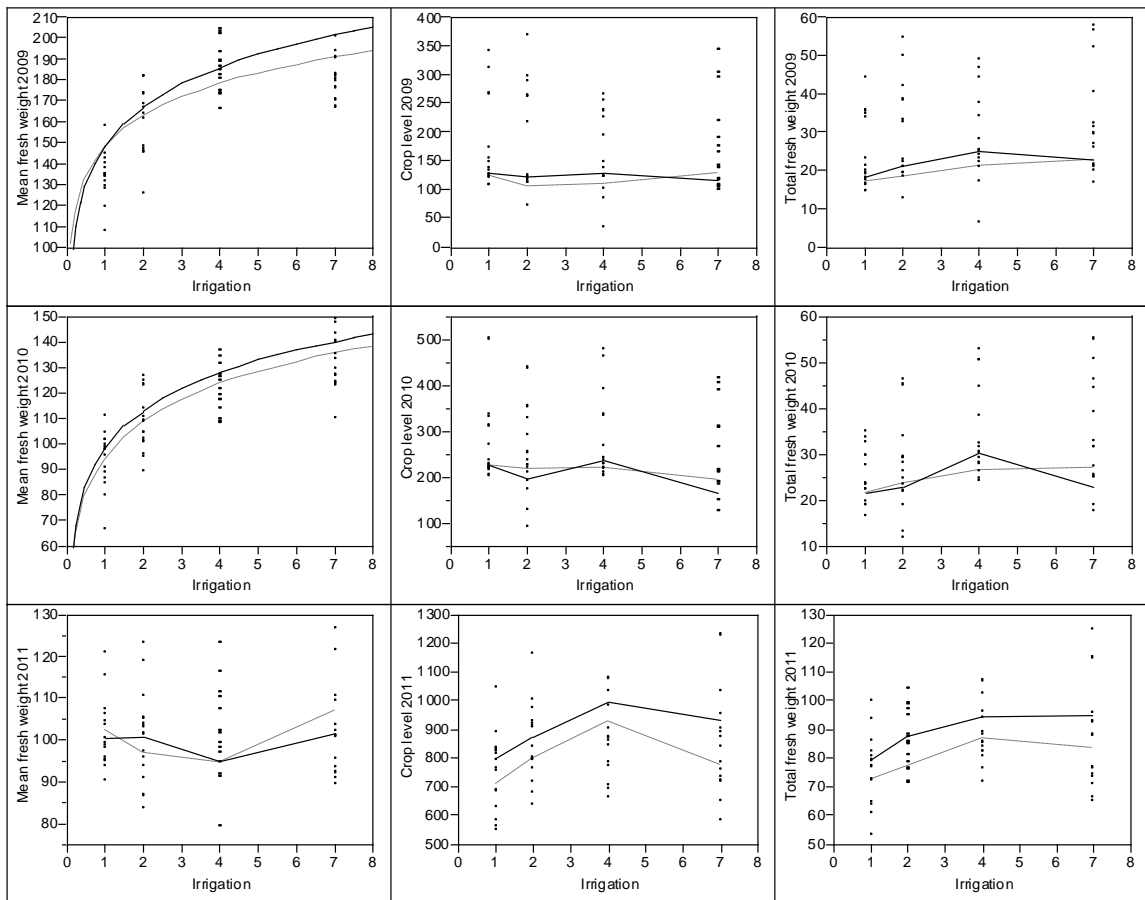 Mean fresh weight 2009
210
200
190
180
170
160
150
140
130
120
110
100
0 1 2 3 4 5 6 7 8
Irrigation
Crop level 2009
400
350
300
250
200
150
100
50
0
0 1 2 3 4 5 6 7 8
Irrigation
Total fresh weight 2009
60
50
40
30
20
10
0
0 1 2 3 4 5 6 7 8
Irrigation
Mean fresh weight 2010
150
140
130
120
110
100
90
80
70
60
0 1 2 3 4 5 6 7 8
Irrigation
Crop level 2010
500
400
300
200
100
0 1 2 3 4 5 6 7 8
Irrigation
Total fresh weight 2010
60
50
40
30
20
10
0 1 2 3 4 5 6 7 8
Irrigation
Mean fresh weight 2011
130
120
110
100
90
80
0 1 2 3 4 5 6 7 8
Irrigation
Crop level 2011
1300
1200
1100
1000
900
800
700
600
500
0 1 2 3 4 5 6 7 8
Irrigation
Total fresh weight 2011
130
120
110
100
90
80
70
60
50
0 1 2 3 4 5 6 7 8
Irrigation